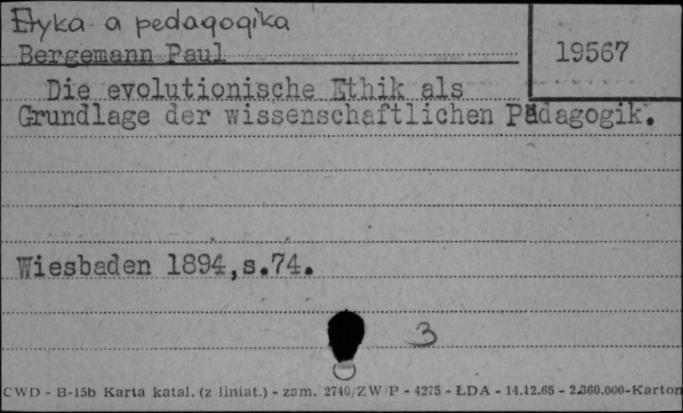 Etyka a pedagogika
Bergemann Paul
19567
Die evolutionische Ethik als
Grundlage der wissenschaftlichen Pädagogik.
Wiesbaden 1894,s.74.
3
CWD - B-15b Karta katal. (z liniat.) - zam. 2740/ZW/P - 4275 - ŁDA - 14.12.65 - 2.360.000-Karton